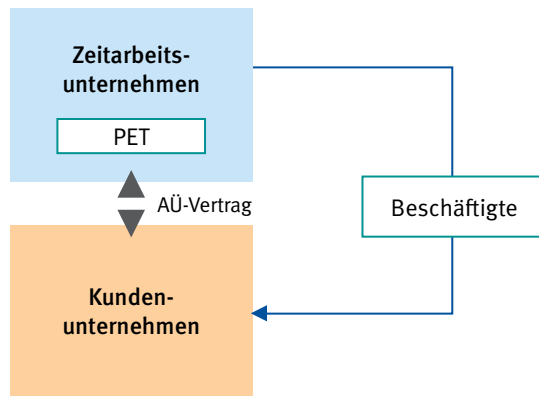 Zeitarbeits-
unternehmen
PET
AÜ-Vertrag
Beschäftigte
Kunden-
unternehmen